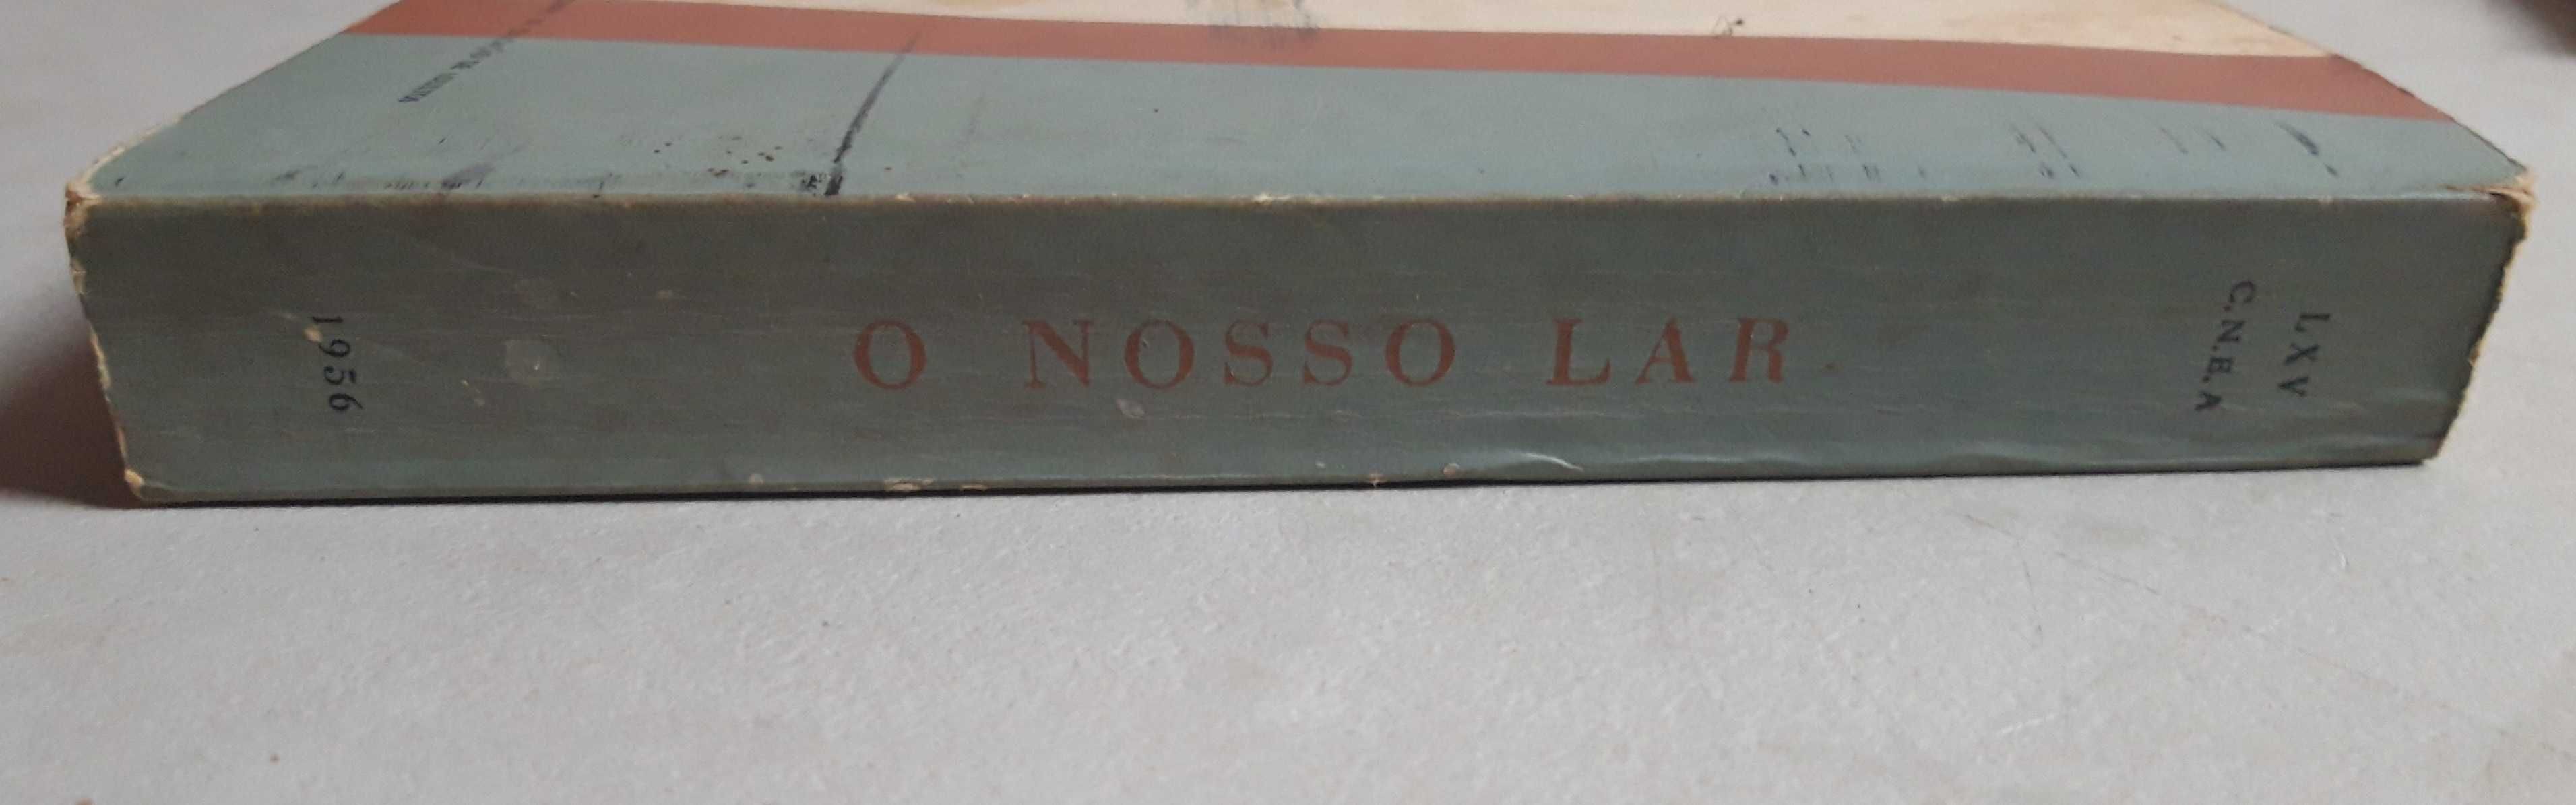 1956
O NOSSO LAR
C.N.E.A
LXV